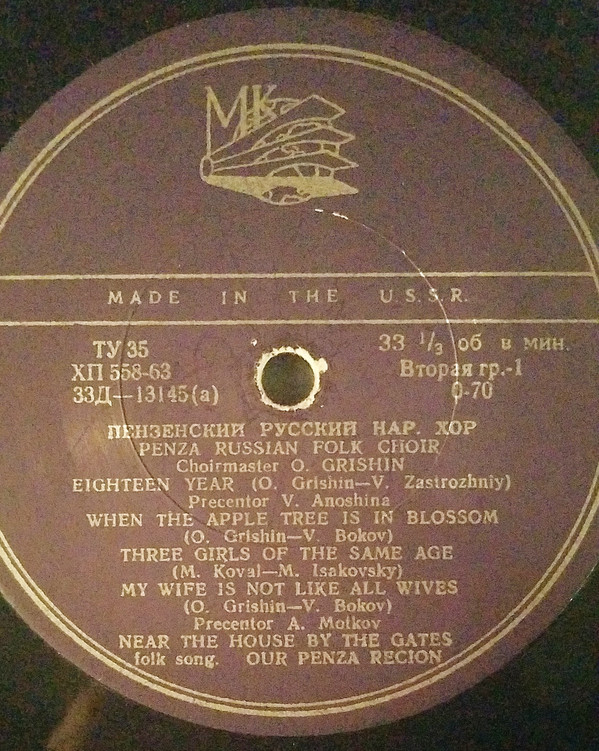 МК
MADE IN THE U.S.S.R.
ТУ 35
ХП 558-63
33Д—13145(а)
33 1/3 об в мин.
Вторая гр.-1
0-70
ПЕНЗЕНСКИЙ РУССКИЙ НАР. ХОР
PENZA RUSSIAN FOLK CHOIR
Choirmaster O. GRISHIN
EIGHTEEN YEAR (O. Grishin—V. Zastrozhniy)
Precentor V. Anoshina
WHEN THE APPLE TREE IS IN BLOSSOM
(O. Grishin—V. Bokov)
THREE GIRLS OF THE SAME AGE
(M. Koval—M. Isakovsky)
MY WIFE IS NOT LIKE ALL WIVES
(O. Grishin—V. Bokov)
Precentor A. Motkov
NEAR THE HOUSE BY THE GATES
folk song. OUR PENZA RECION